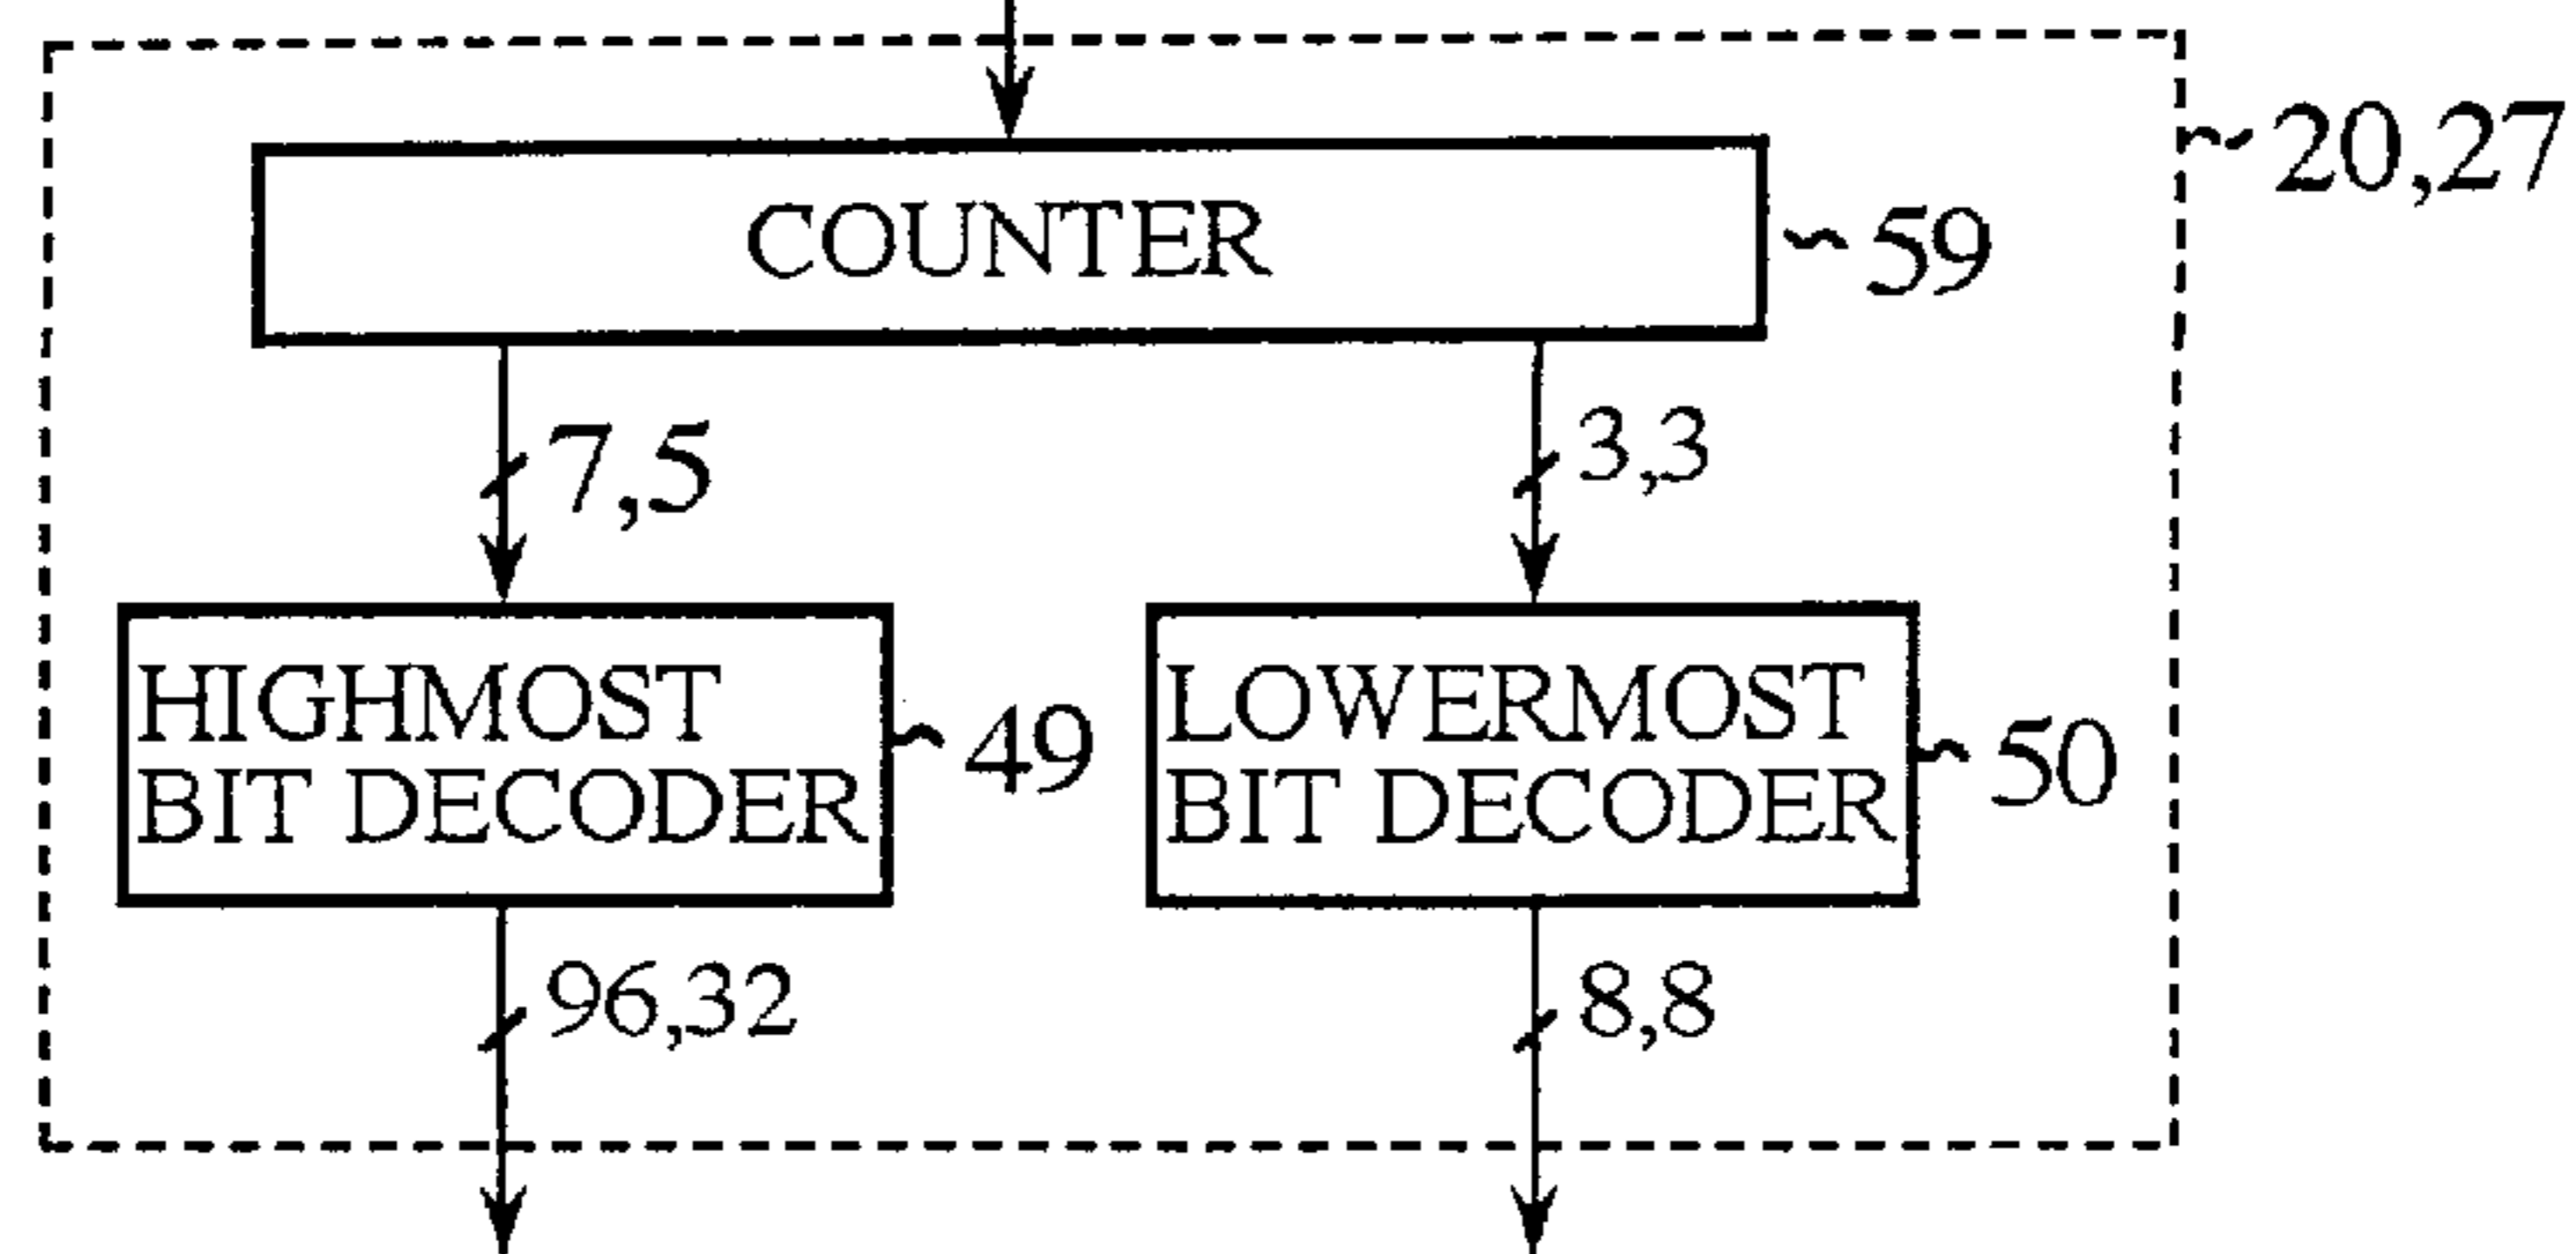 20,27
COUNTER
59
7,5
3,3
HIGHMOST
BIT DECODER
49
LOWERMOST
BIT DECODER
50
96,32
8,8